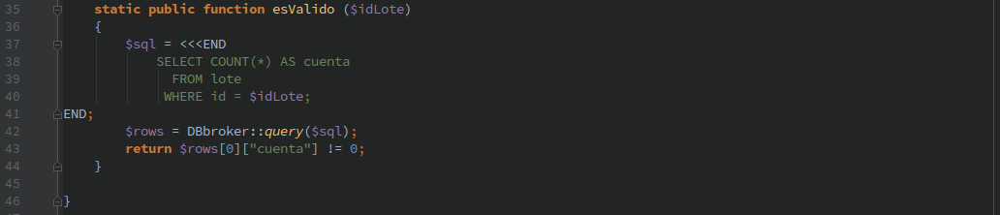 35 static public function esValido ($idLote)
36 {
37 $sql = <<<END
38 SELECT COUNT(*) AS cuenta
39 FROM lote
40 WHERE id = $idLote;
41 END;
42 $rows = DBbroker::query($sql);
43 return $rows[0]["cuenta"] != 0;
44 }
45
46 }